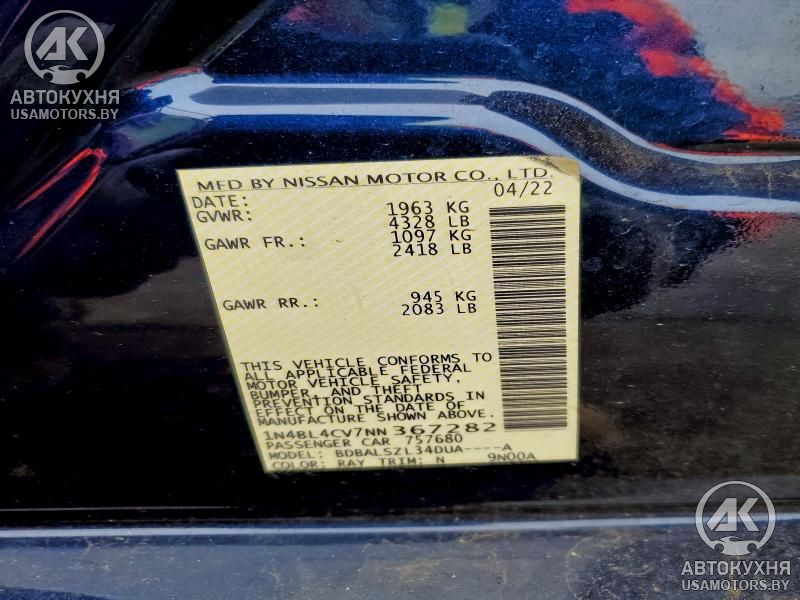 AK
АВТОКУХНЯ
USAMOTORS.BY
MFD BY NISSAN MOTOR CO., LTD.
DATE: 04/22
GVWR: 1963 KG
4328 LB
GAWR FR.: 1097 KG
2418 LB
GAWR RR.: 945 KG
2083 LB
THIS VEHICLE CONFORMS TO
ALL APPLICABLE FEDERAL
MOTOR VEHICLE SAFETY,
BUMPER, AND THEFT
PREVENTION STANDARDS IN
EFFECT ON THE DATE OF
MANUFACTURE SHOWN ABOVE.
1N4BL4CV7NN367282
PASSENGER CAR 757680
MODEL: BDBALSZL34DUA----A
COLOR: RAY TRIM: N 9N00A
AK
АВТОКУХНЯ
USAMOTORS.BY